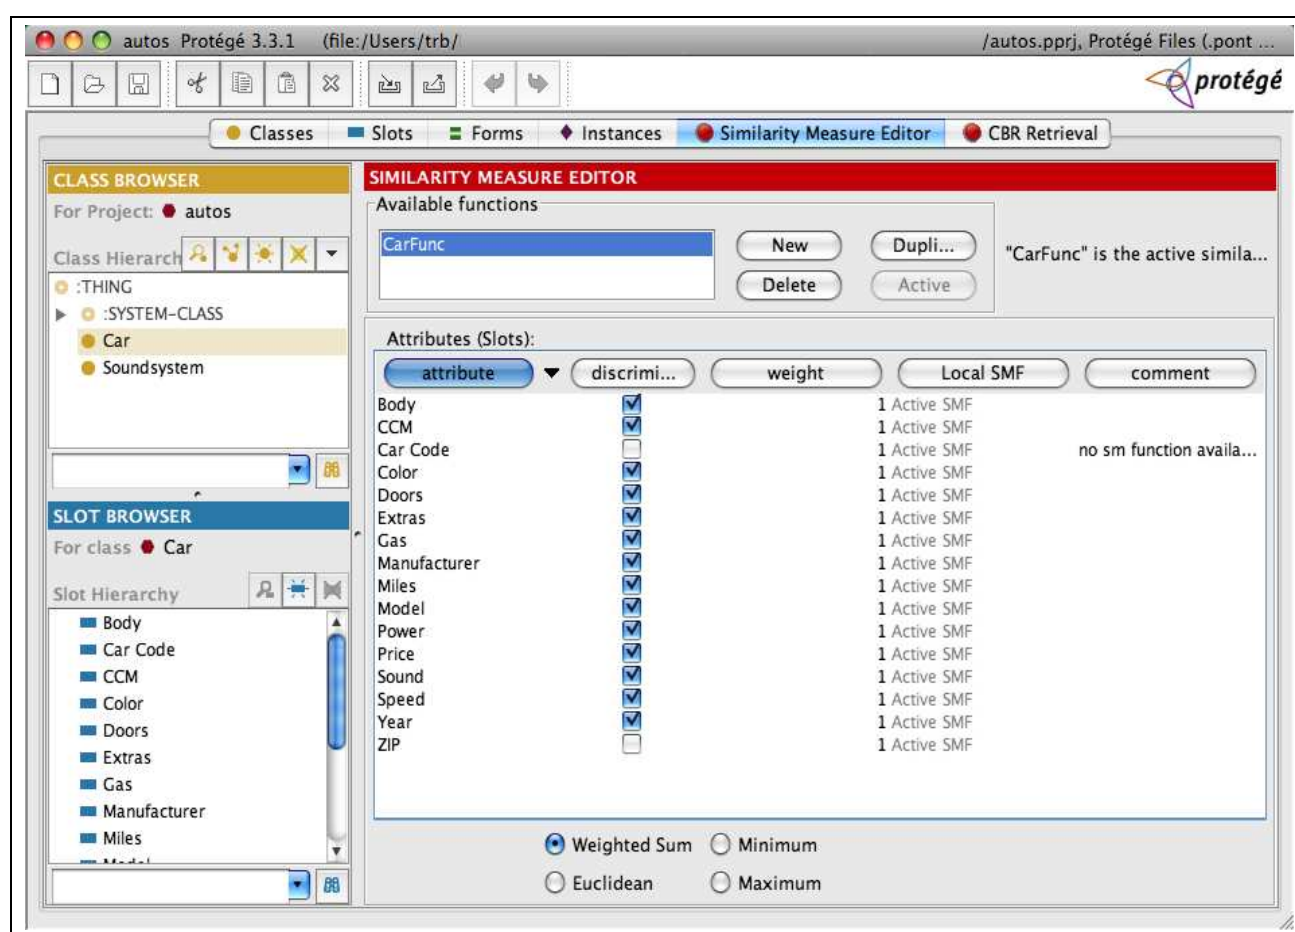 autos Protégé 3.3.1 (file:/Users/trb/ /autos.pprj, Protégé Files (.pont ...
protégé
Classes Slots Forms Instances Similarity Measure Editor CBR Retrieval
CLASS BROWSER
For Project: autos
Class Hierarch
:THING
:SYSTEM-CLASS
Car
Soundsystem
SLOT BROWSER
For class Car
Slot Hierarchy
Body
Car Code
CCM
Color
Doors
Extras
Gas
Manufacturer
Miles
Model
SIMILARITY MEASURE EDITOR
Available functions
CarFunc
New Dupli...
Delete Active
"CarFunc" is the active simila...
Attributes (Slots):
attribute discrimi... weight Local SMF comment
Body 1 Active SMF
CCM 1 Active SMF
Car Code 1 Active SMF no sm function availa...
Color 1 Active SMF
Doors 1 Active SMF
Extras 1 Active SMF
Gas 1 Active SMF
Manufacturer 1 Active SMF
Miles 1 Active SMF
Model 1 Active SMF
Power 1 Active SMF
Price 1 Active SMF
Sound 1 Active SMF
Speed 1 Active SMF
Year 1 Active SMF
ZIP 1 Active SMF
Weighted Sum Minimum
Euclidean Maximum